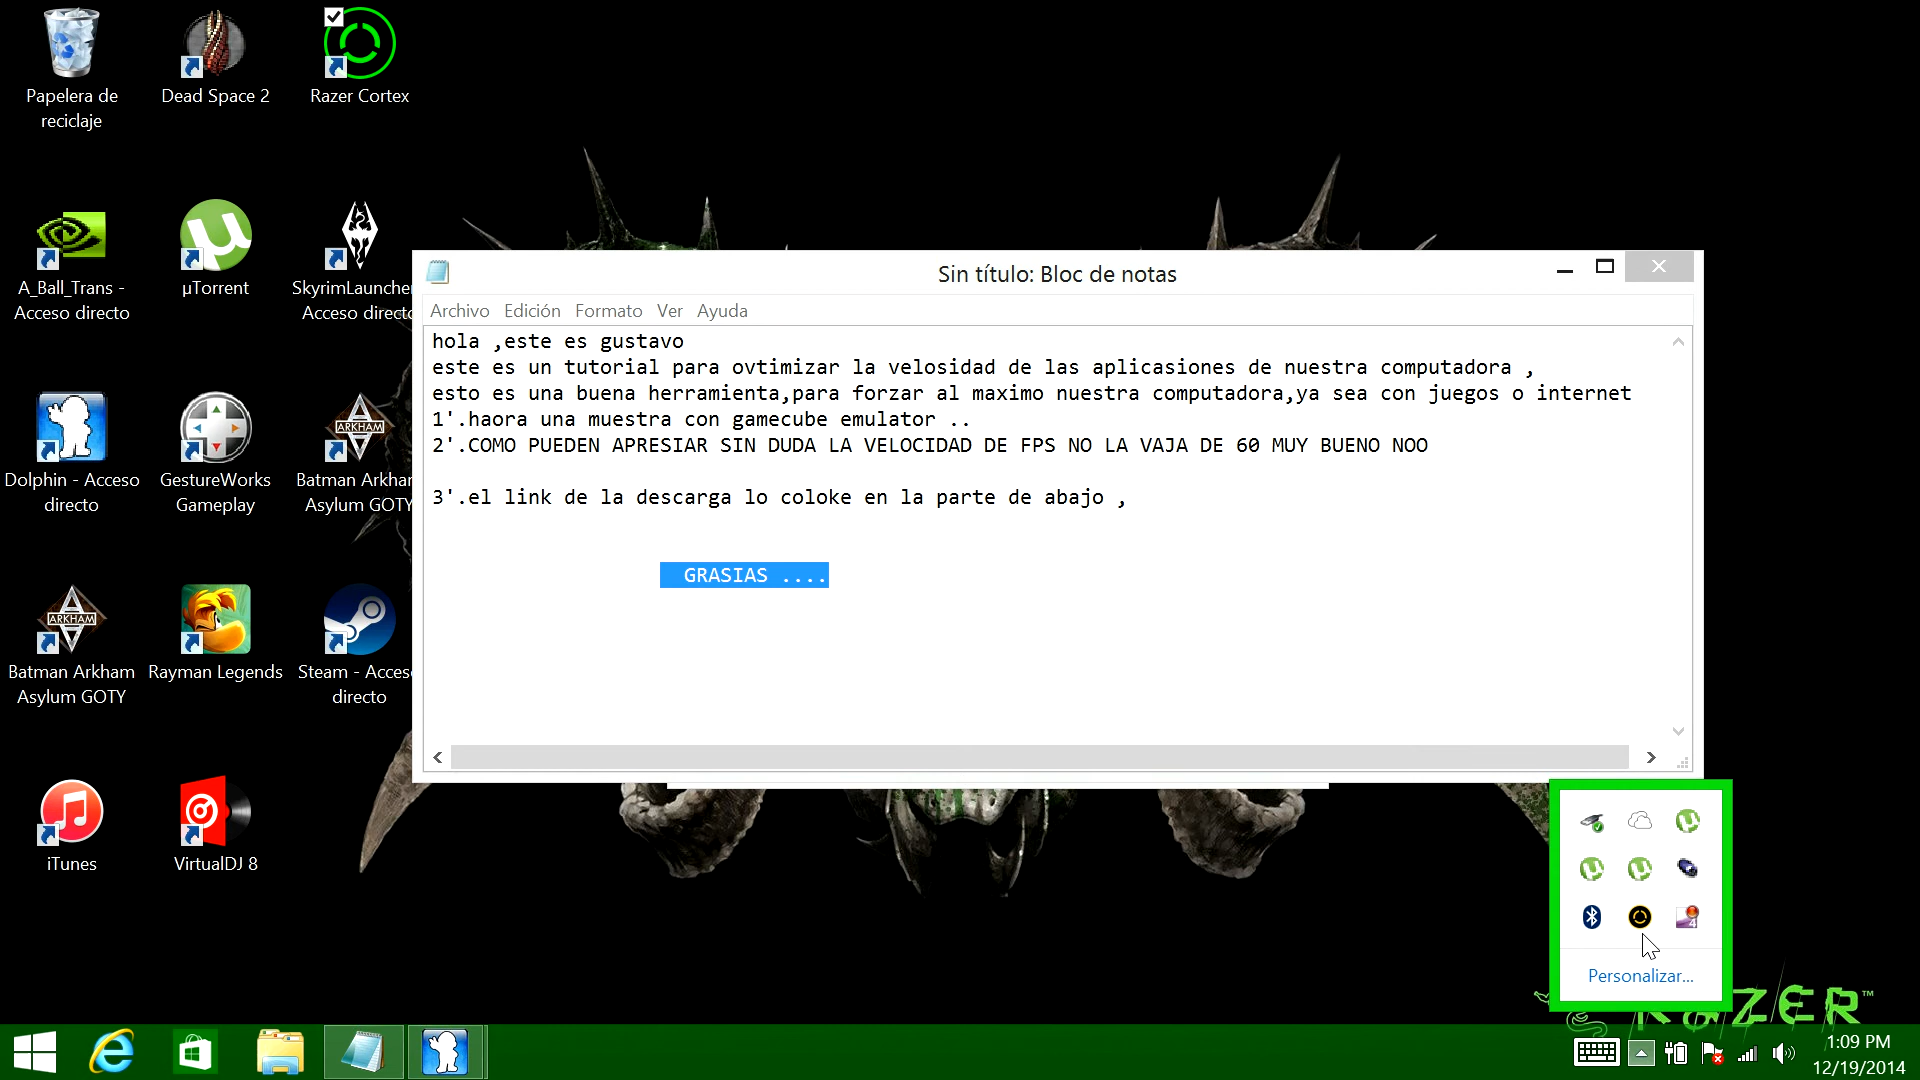 Papelera de
reciclaje
Dead Space 2
Razer Cortex
A_Ball_Trans -
Acceso directo
µTorrent
SkyrimLauncher
Acceso directo
Dolphin - Acceso
directo
GestureWorks
Gameplay
ARKHAM
Batman Arkham
Asylum GOTY
ARKHAM
Batman Arkham
Asylum GOTY
Rayman Legends
Steam - Acceso
directo
iTunes
VirtualDJ 8
Sin título: Bloc de notas
Archivo Edición Formato Ver Ayuda
hola ,este es gustavo
este es un tutorial para ovtimizar la velosidad de las aplicasiones de nuestra computadora ,
esto es una buena herramienta,para forzar al maximo nuestra computadora,ya sea con juegos o internet
1'.haora una muestra con gamecube emulator ..
2'.COMO PUEDEN APRESIAR SIN DUDA LA VELOCIDAD DE FPS NO LA VAJA DE 60 MUY BUENO NOO
3'.el link de la descarga lo coloke en la parte de abajo ,
GRASIAS ....
Personalizar...
RAZER™
1:09 PM
12/19/2014